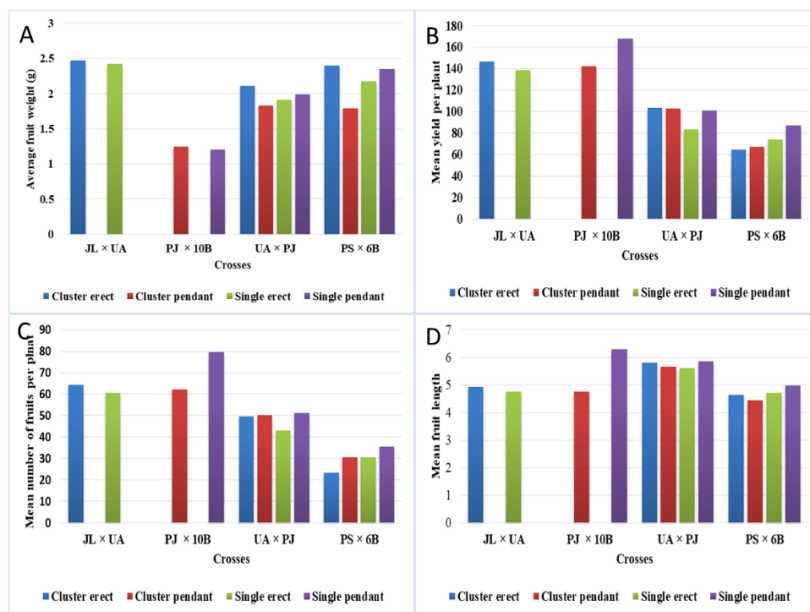 A
Average fruit weight (g)
3
2.5
2
1.5
1
0.5
0
JL × UA PJ × 10B UA × PJ PS × 6B
Crosses
Cluster erect Cluster pendant Single erect Single pendant
B
Mean yield per plant
180
160
140
120
100
80
60
40
20
0
JL × UA PJ × 10B UA × PJ PS × 6B
Crosses
Cluster erect Cluster pendant Single erect Single pendant
C
Mean number of fruits per plnat
90
80
70
60
50
40
30
20
10
0
JL × UA PJ × 10B UA × PJ PS × 6B
Crosses
Cluster erect Cluster pendant Single erect Single pendant
D
Mean fruit length
7
6
5
4
3
2
1
0
JL × UA PJ × 10B UA × PJ PS × 6B
Crosses
Cluster erect Cluster pendant Single erect Single pendant